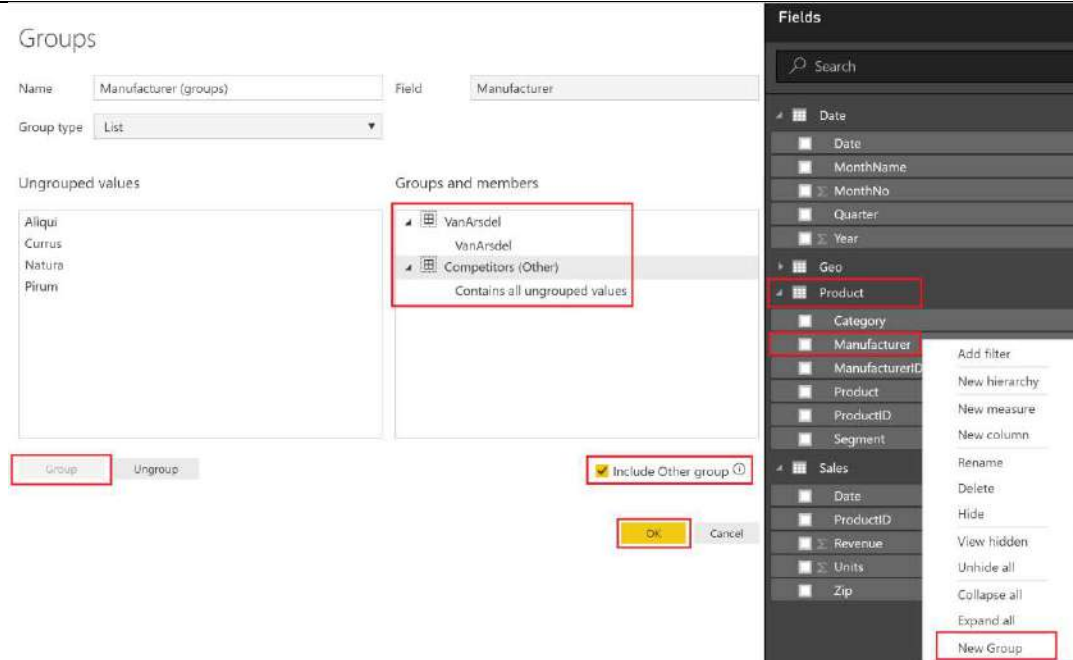 Groups
Name Manufacturer (groups) Field Manufacturer
Group type List
Ungrouped values
Aliqui
Currus
Natura
Pirum
Groups and members
VanArsdel
VanArsdel
Competitors (Other)
Contains all ungrouped values
Group Ungroup
Include Other group
OK Cancel
Fields
Search
Date
Date
MonthName
MonthNo
Quarter
Year
Geo
Product
Category
Manufacturer
ManufacturerID
Product
ProductID
Segment
Sales
Date
ProductID
Revenue
Units
Zip
Add filter
New hierarchy
New measure
New column
Rename
Delete
Hide
View hidden
Unhide all
Collapse all
Expand all
New Group